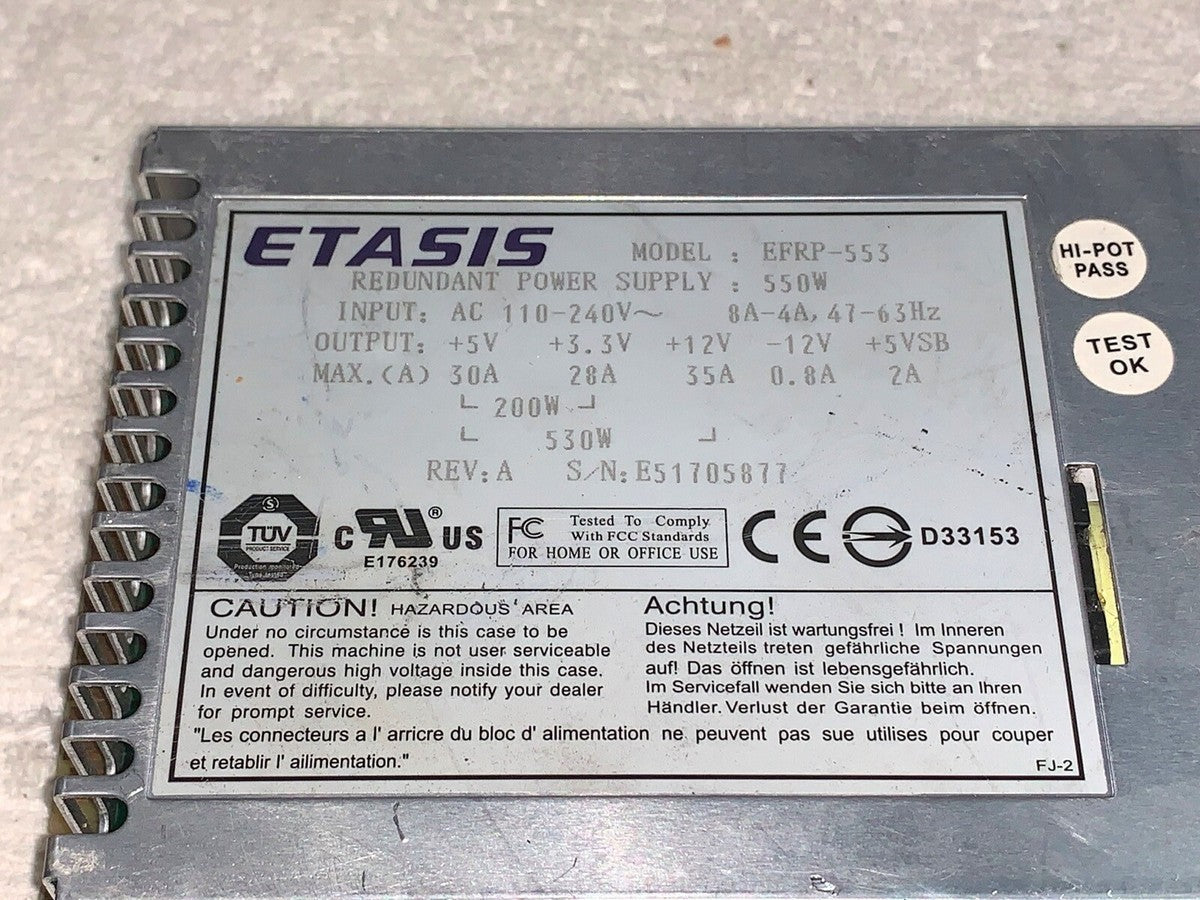 ETASIS MODEL : EFRP-553
REDUNDANT POWER SUPPLY : 550W
INPUT: AC 110-240V~ 8A-4A, 47-63Hz
OUTPUT: +5V +3.3V +12V -12V +5VSB
MAX.(A) 30A 28A 35A 0.8A 2A
200W
530W
REV:A S/N:E51705877
HI-POT
PASS
TEST
OK
S
TÜV
PRODUCT SERVICE
Production monitored
Type tested
C RU® US
E176239
FC Tested To Comply
With FCC Standards
FOR HOME OR OFFICE USE
CE
D33153
CAUTION! HAZARDOUS AREA
Under no circumstance is this case to be
opened. This machine is not user serviceable
and dangerous high voltage inside this case.
In event of difficulty, please notify your dealer
for prompt service.
Achtung!
Dieses Netzeil ist wartungsfrei ! Im Inneren
des Netzteils treten gefährliche Spannungen
auf! Das öffnen ist lebensgefährlich.
Im Servicefall wenden Sie sich bitte an Ihren
Händler. Verlust der Garantie beim öffnen.
"Les connecteurs a l' arricre du bloc d' alimentation ne peuvent pas sue utilises pour couper
et retablir l' ailimentation."
FJ-2